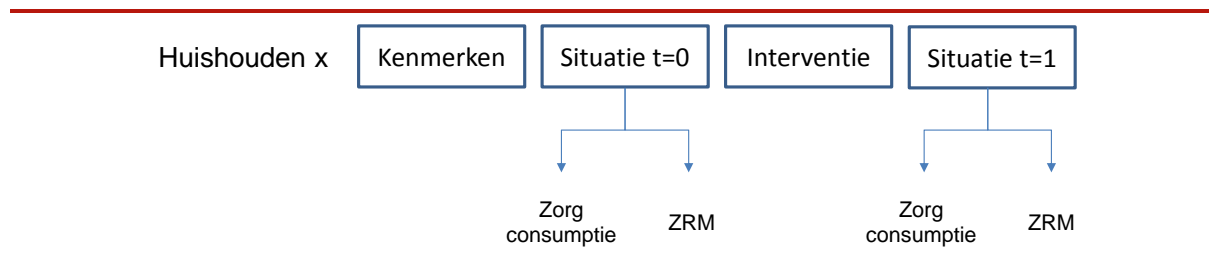 Huishouden x Kenmerken Situatie t=0 Interventie Situatie t=1
Zorg
consumptie
ZRM
Zorg
consumptie
ZRM